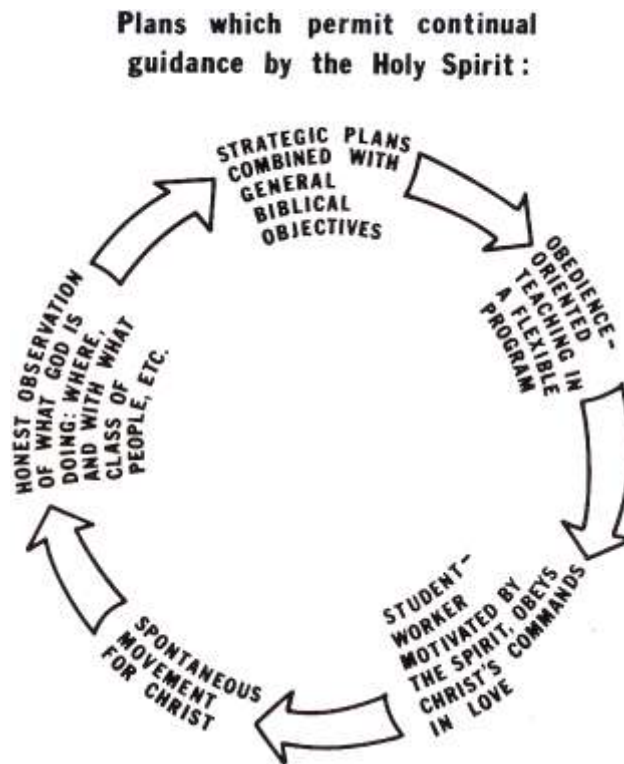 Plans which permit continual
guidance by the Holy Spirit:
STRATEGIC PLANS
COMBINED WITH
GENERAL
BIBLICAL
OBJECTIVES
OBEDIENCE-
ORIENTED
TEACHING IN
A FLEXIBLE
PROGRAM
STUDENT-
WORKER
MOTIVATED BY
THE SPIRIT, OBEYS
CHRIST'S COMMANDS
IN LOVE
SPONTANEOUS
MOVEMENT
FOR CHRIST
HONEST OBSERVATION
OF WHAT GOD IS
DOING: WHERE,
AND WITH WHAT
CLASS OF
PEOPLE, ETC.